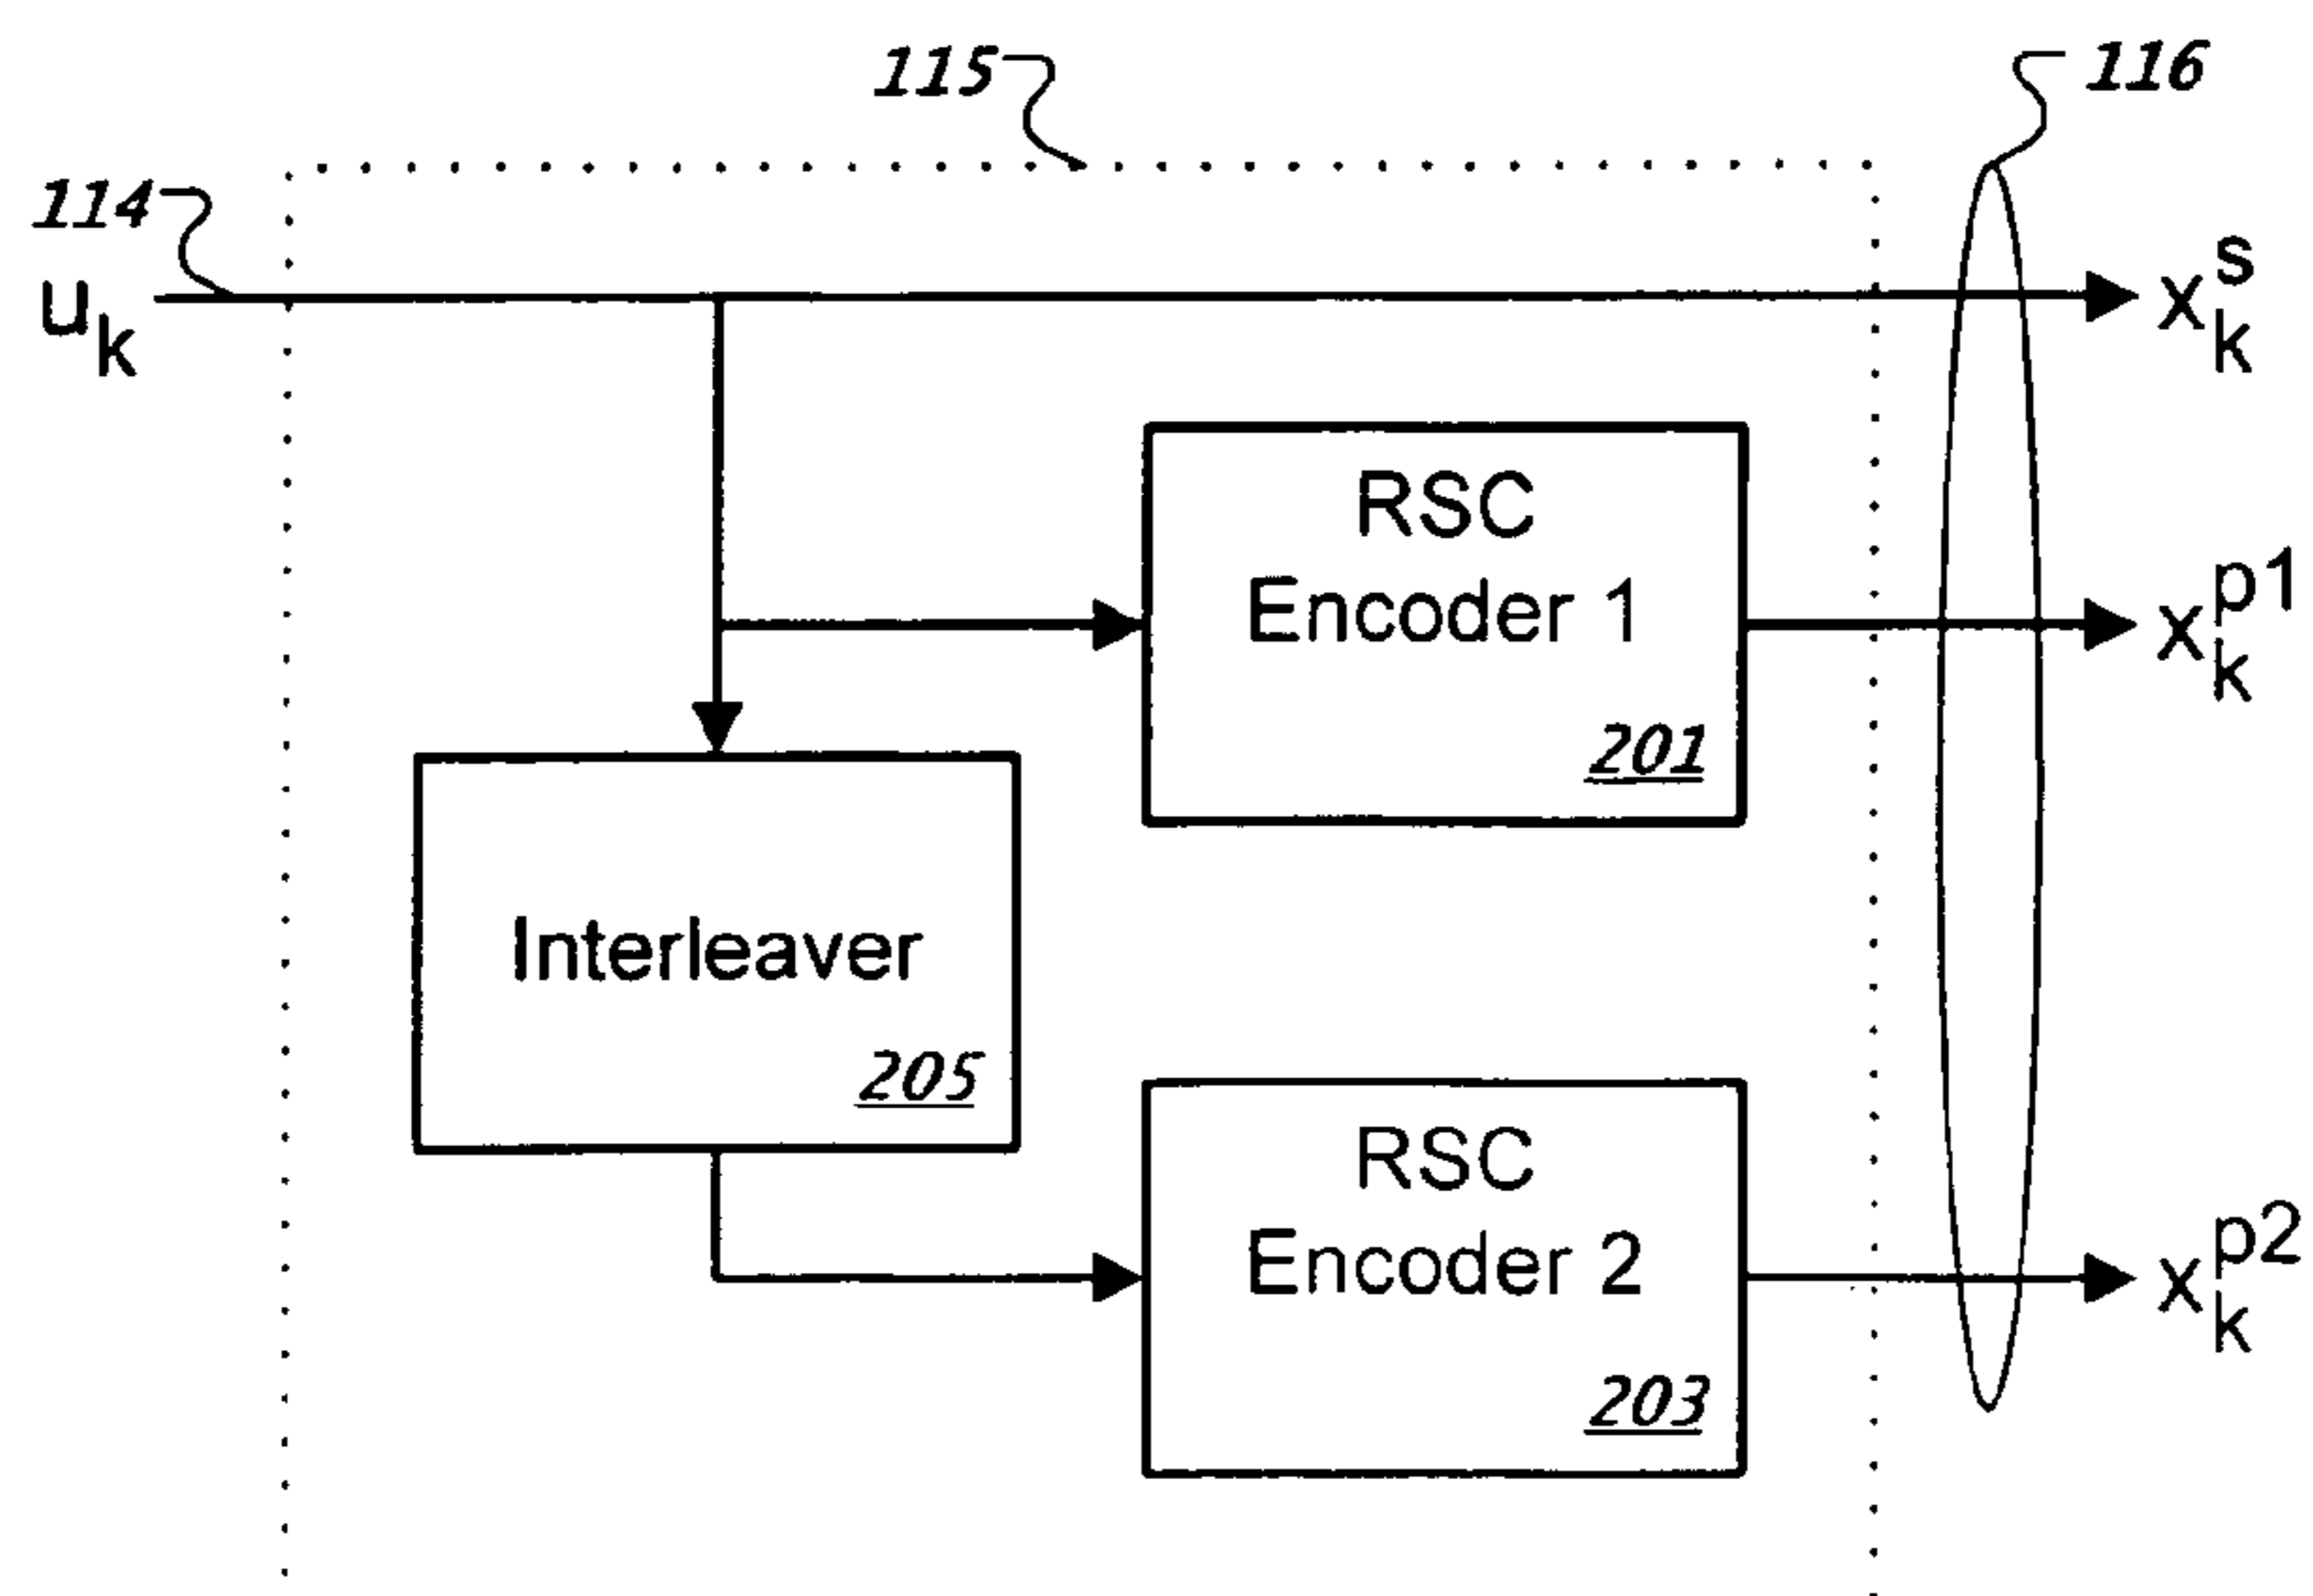 115
116
114
u_k
x_k^s
RSC
Encoder 1
201
x_k^p1
Interleaver
205
RSC
Encoder 2
203
x_k^p2